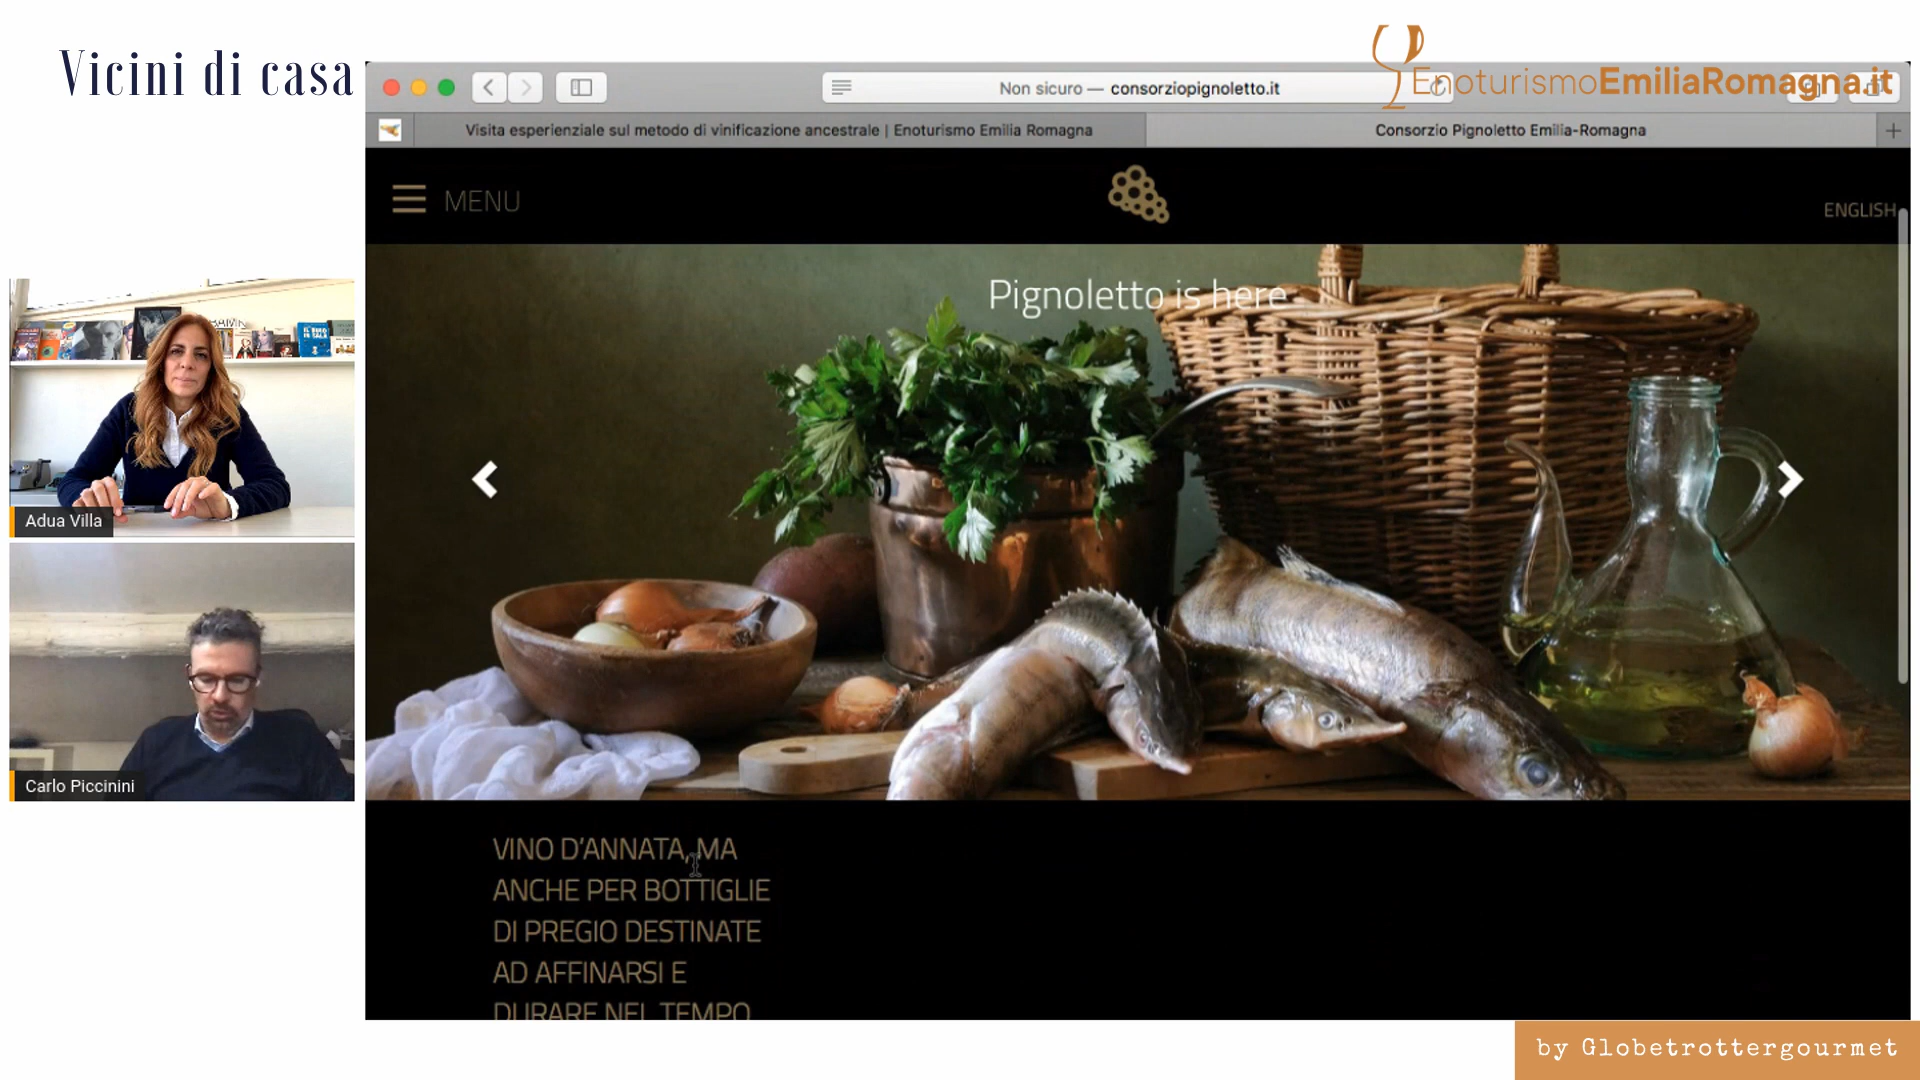 Vicini di casa
EnoturismoEmiliaRomagna.it
Non sicuro — consorziopignoletto.it
Visita esperienziale sul metodo di vinificazione ancestrale | Enoturismo Emilia Romagna
Consorzio Pignoletto Emilia-Romagna
MENU
ENGLISH
Pignoletto is here
Adua Villa
Carlo Piccinini
VINO D'ANNATA, MA
ANCHE PER BOTTIGLIE
DI PREGIO DESTINATE
AD AFFINARSI E
DURARE NEL TEMPO
by Globetrottergourmet